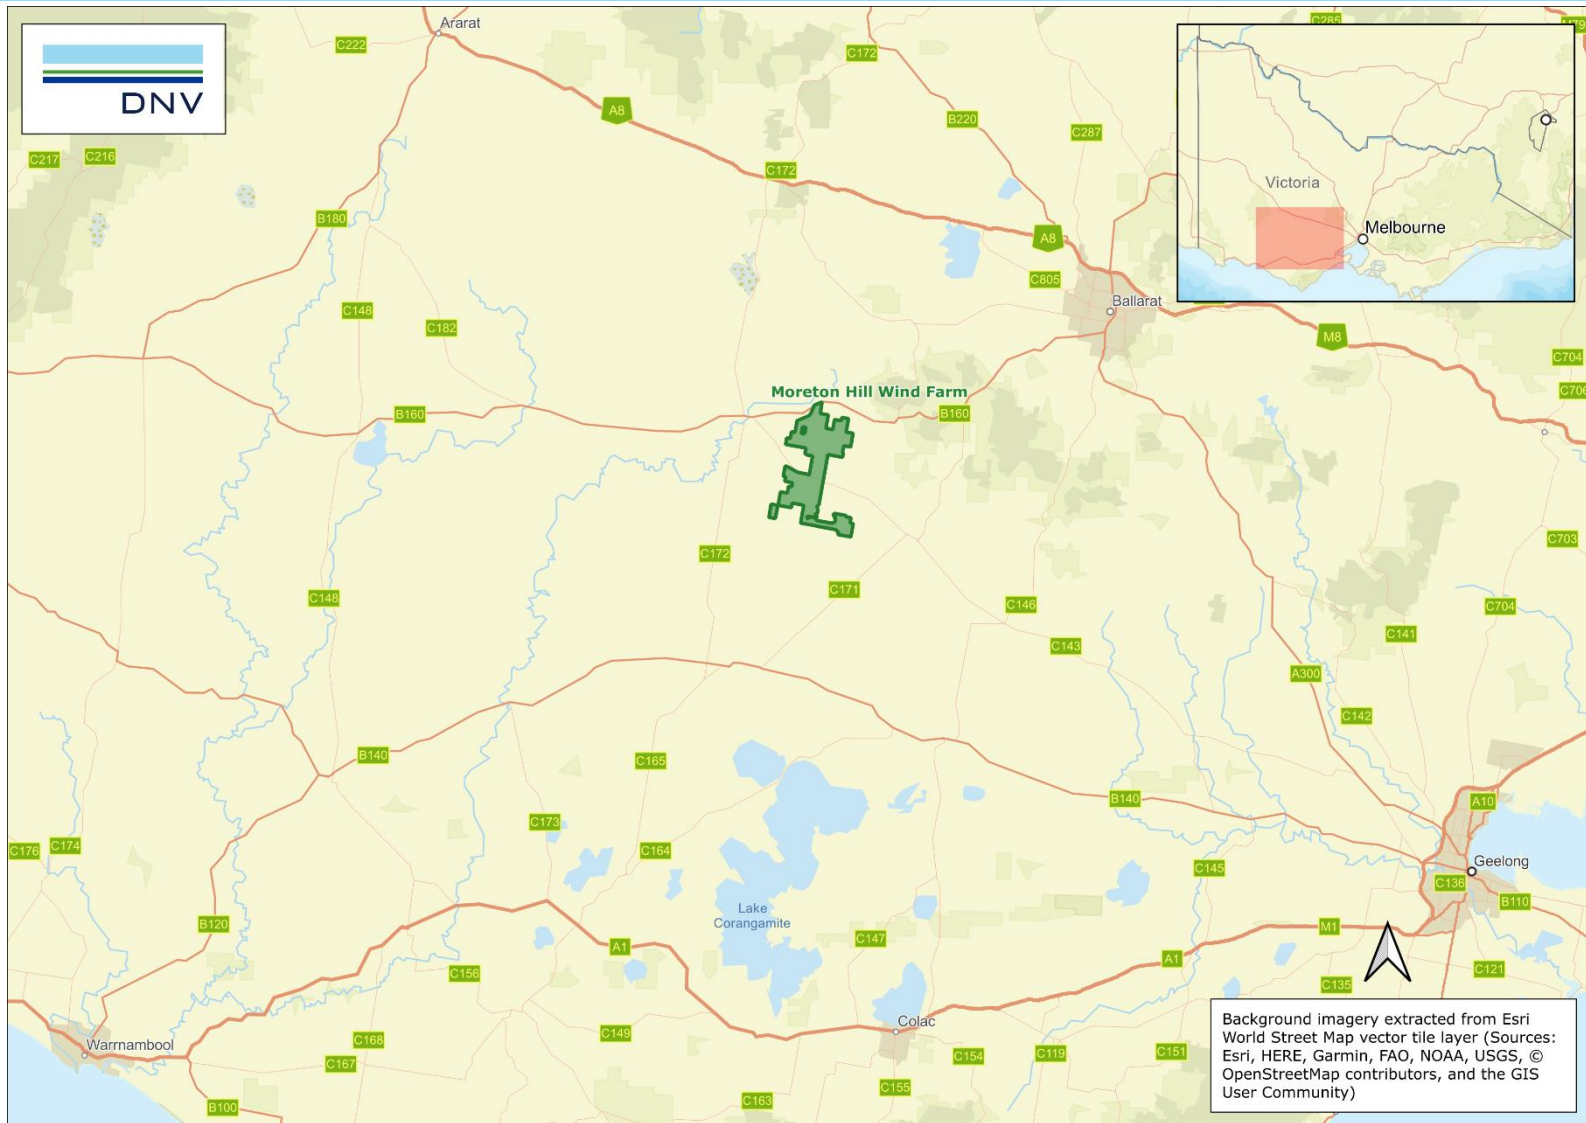 Ararat
C285
M79
C222
C172
DNV
A8
B220
C287
C217
C216
C172
Victoria
B180
Melbourne
A8
C805
C148
Ballarat
C182
M8
C704
Moreton Hill Wind Farm
C706
B160
B160
C172
C703
C171
C148
C146
C704
C141
C143
A300
C142
B140
C165
B140
A10
C173
C176
C174
C164
Geelong
C145
C136
Lake
Corangamite
B110
B120
M1
C147
A1
A1
C156
C121
C135
Background imagery extracted from Esri
World Street Map vector tile layer (Sources:
Esri, HERE, Garmin, FAO, NOAA, USGS, ©
OpenStreetMap contributors, and the GIS
User Community)
Colac
C149
C168
Warrnambool
C154
C119
C151
C167
C155
C163
B100